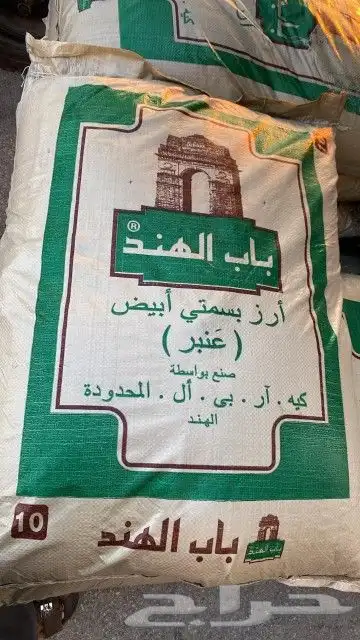 باب الهند ®
أرز بسمتي أبيض
( عَنبر )
صنع بواسطة
كيه . آر . بى . أل . المحدودة
الهند
10
باب الهند
باب الهند
حراج